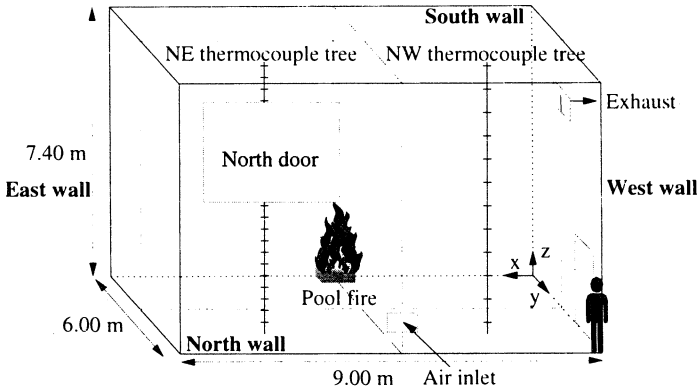 South wall
NE thermocouple tree
NW thermocouple tree
Exhaust
7.40 m
North door
East wall
West wall
x
z
y
Pool fire
6.00 m
North wall
9.00 m
Air inlet